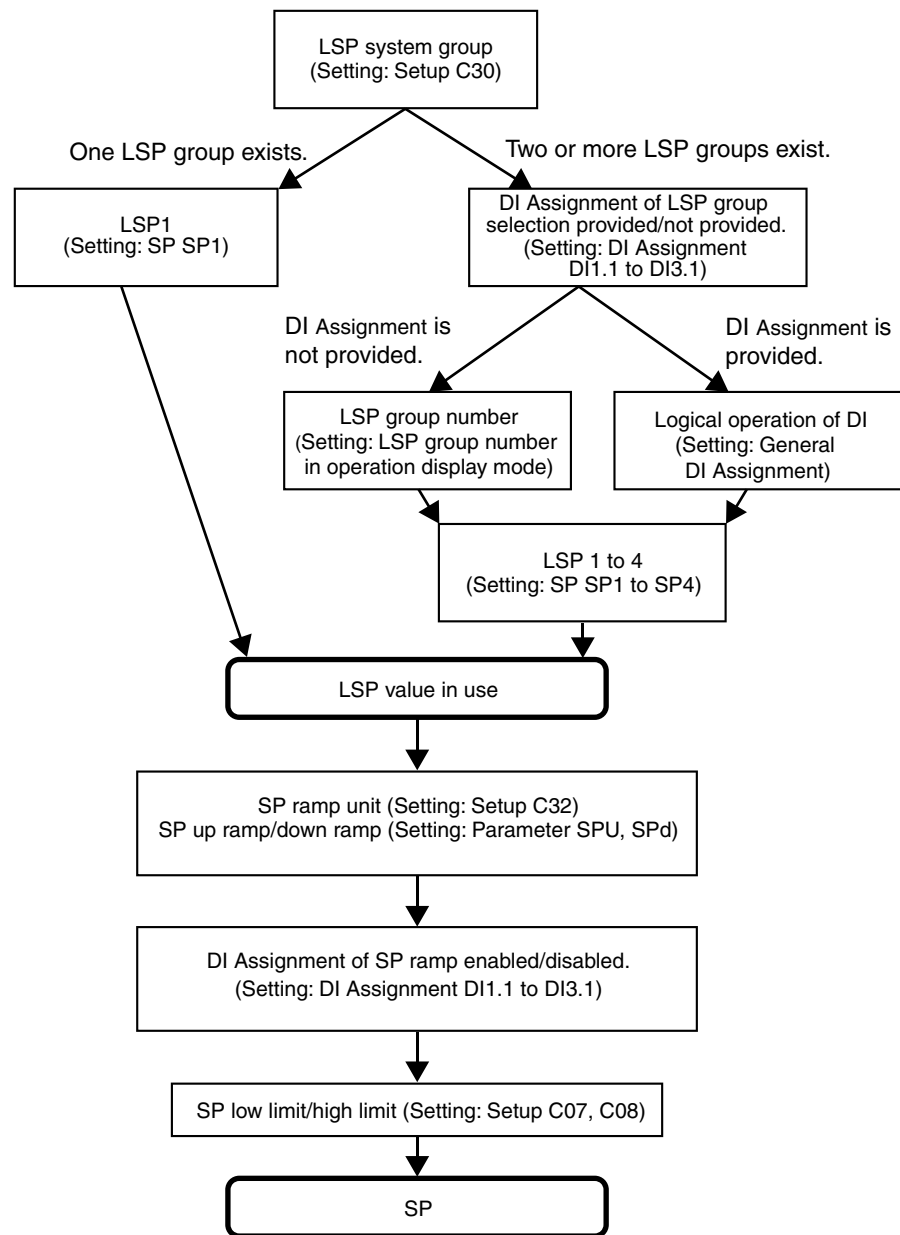 LSP system group
(Setting: Setup C30)
One LSP group exists.
Two or more LSP groups exist.
LSP1
(Setting: SP SP1)
DI Assignment of LSP group
selection provided/not provided.
(Setting: DI Assignment
DI1.1 to DI3.1)
DI Assignment is
not provided.
DI Assignment is
provided.
LSP group number
(Setting: LSP group number
in operation display mode)
Logical operation of DI
(Setting: General
DI Assignment)
LSP 1 to 4
(Setting: SP SP1 to SP4)
LSP value in use
SP ramp unit (Setting: Setup C32)
SP up ramp/down ramp (Setting: Parameter SPU, SPd)
DI Assignment of SP ramp enabled/disabled.
(Setting: DI Assignment DI1.1 to DI3.1)
SP low limit/high limit (Setting: Setup C07, C08)
SP